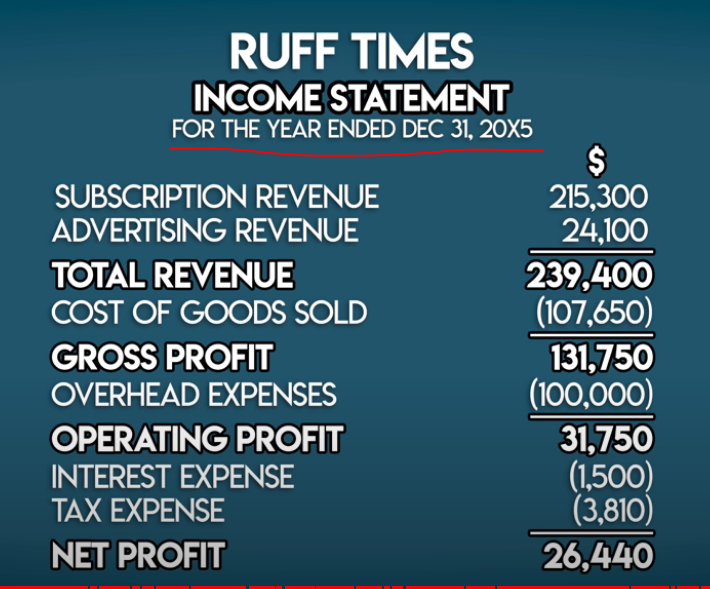 RUFF TIMES
INCOME STATEMENT
FOR THE YEAR ENDED DEC 31, 20X5
$
SUBSCRIPTION REVENUE 215,300
ADVERTISING REVENUE 24,100
TOTAL REVENUE 239,400
COST OF GOODS SOLD (107,650)
GROSS PROFIT 131,750
OVERHEAD EXPENSES (100,000)
OPERATING PROFIT 31,750
INTEREST EXPENSE (1,500)
TAX EXPENSE (3,810)
NET PROFIT 26,440